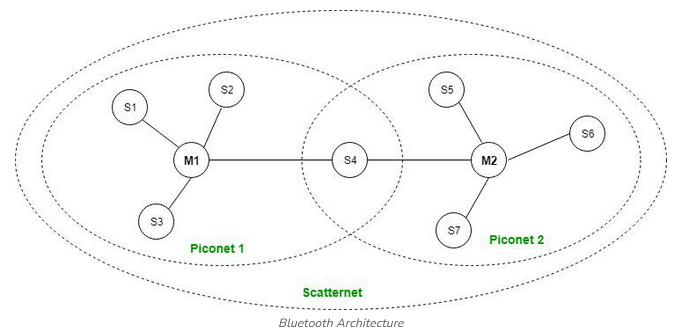 S1
S2
M1
S3
S4
S5
S6
M2
S7
Piconet 1
Piconet 2
Scatternet
Bluetooth Architecture